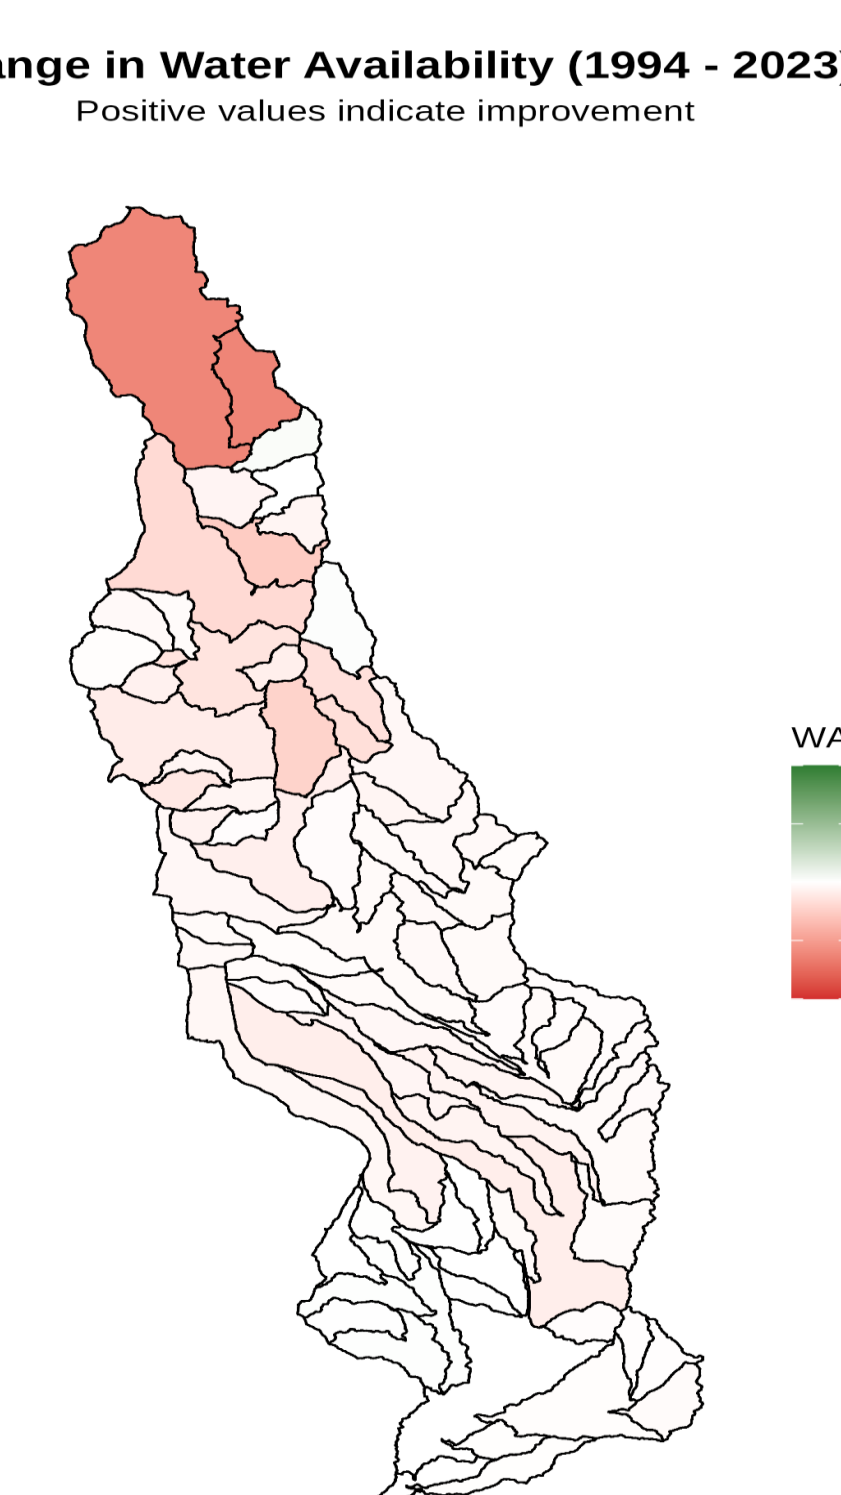 ange in Water Availability (1994 - 2023)
Positive values indicate improvement
WA